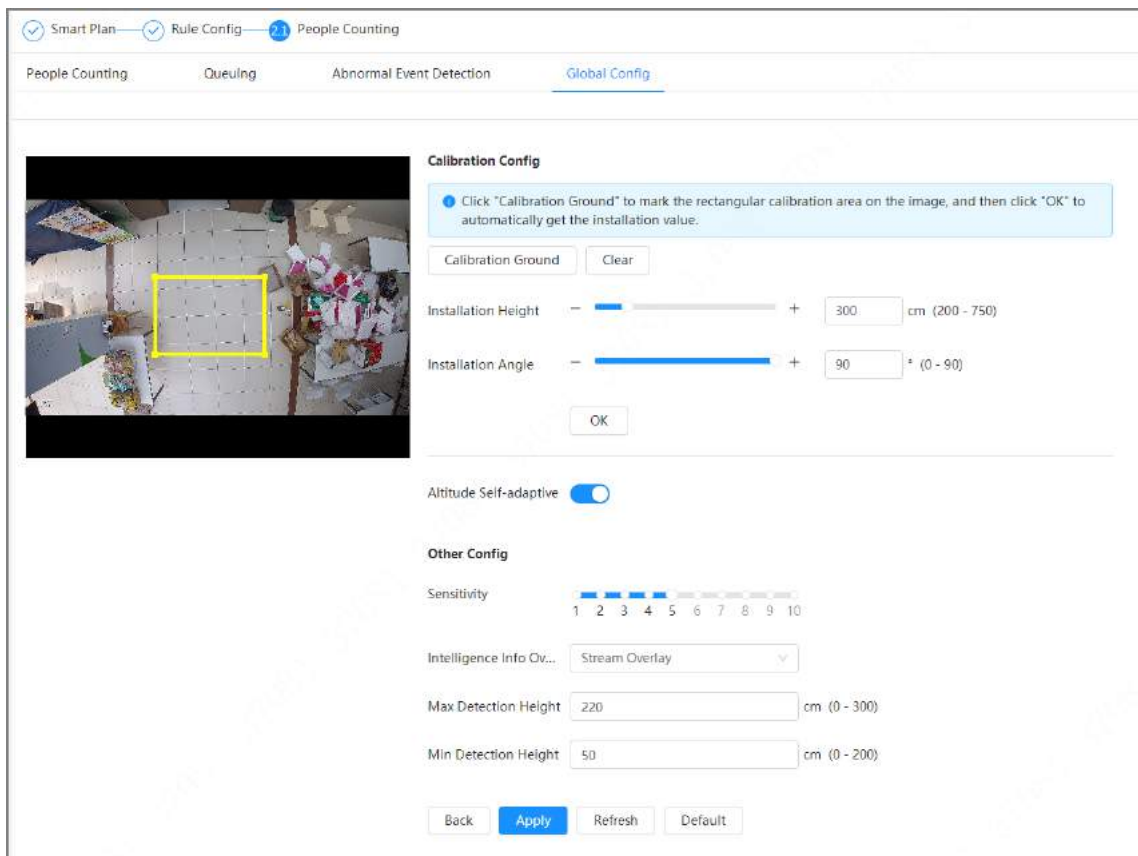 Smart Plan Rule Config 2.1 People Counting
People Counting Queuing Abnormal Event Detection Global Config
Calibration Config
Click "Calibration Ground" to mark the rectangular calibration area on the image, and then click "OK" to
automatically get the installation value.
Calibration Ground Clear
Installation Height − + 300 cm (200 - 750)
Installation Angle − + 90 ° (0 - 90)
OK
Altitude Self-adaptive
Other Config
Sensitivity
1 2 3 4 5 6 7 8 9 10
Intelligence Info Ov... Stream Overlay
Max Detection Height 220 cm (0 - 300)
Min Detection Height 50 cm (0 - 200)
Back Apply Refresh Default